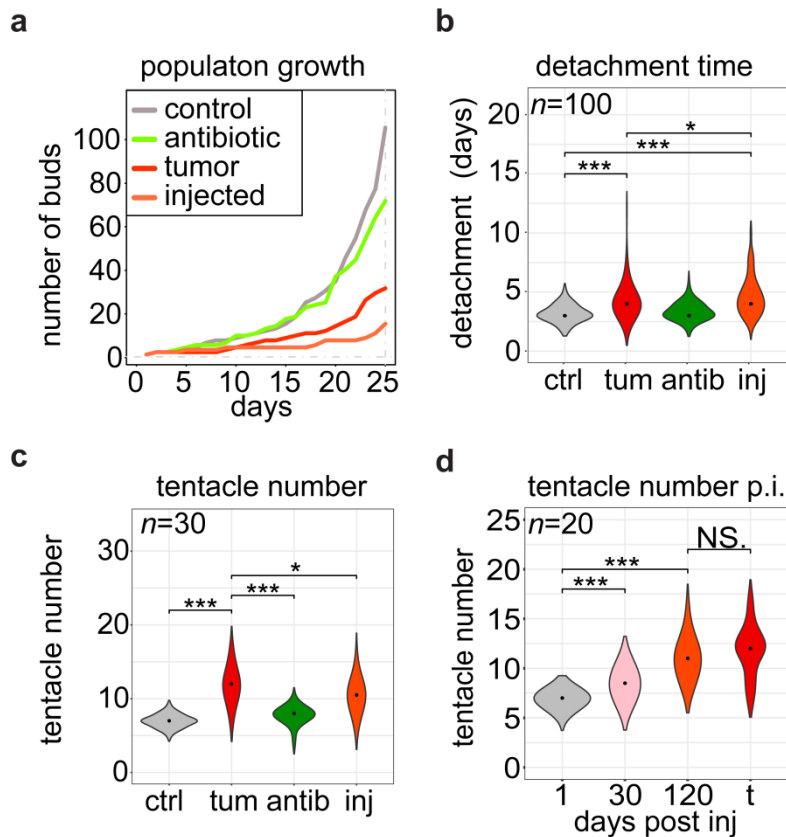 a
populaton growth
control
antibiotic
tumor
injected
number of buds
100
80
60
40
20
0
0 5 10 15 20 25
days
b
detachment time
n=100
*
***
***
detachment (days)
20
15
10
5
0
ctrl tum antib inj
c
tentacle number
n=30
*
*** ***
tentacle number
30
20
10
0
ctrl tum antib inj
d
tentacle number p.i.
n=20
NS.
***
***
tentacle number
25
20
15
10
5
0
1 30 120 t
days post inj